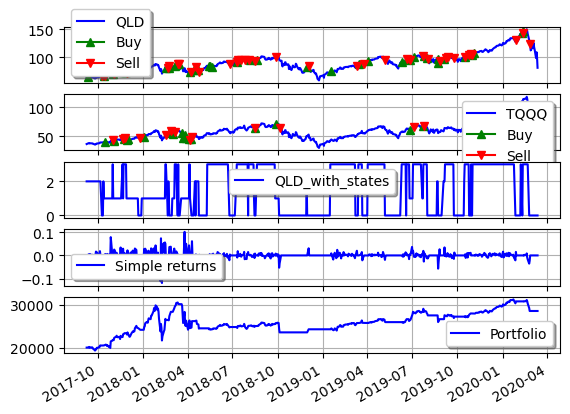 QLD
Buy
Sell
150
100
TQQQ
Buy
Sell
100
50
QLD_with_states
2
0
Simple returns
0.1
0.0
−0.1
Portfolio
30000
20000
2017-10
2018-01
2018-04
2018-07
2018-10
2019-01
2019-04
2019-07
2019-10
2020-01
2020-04